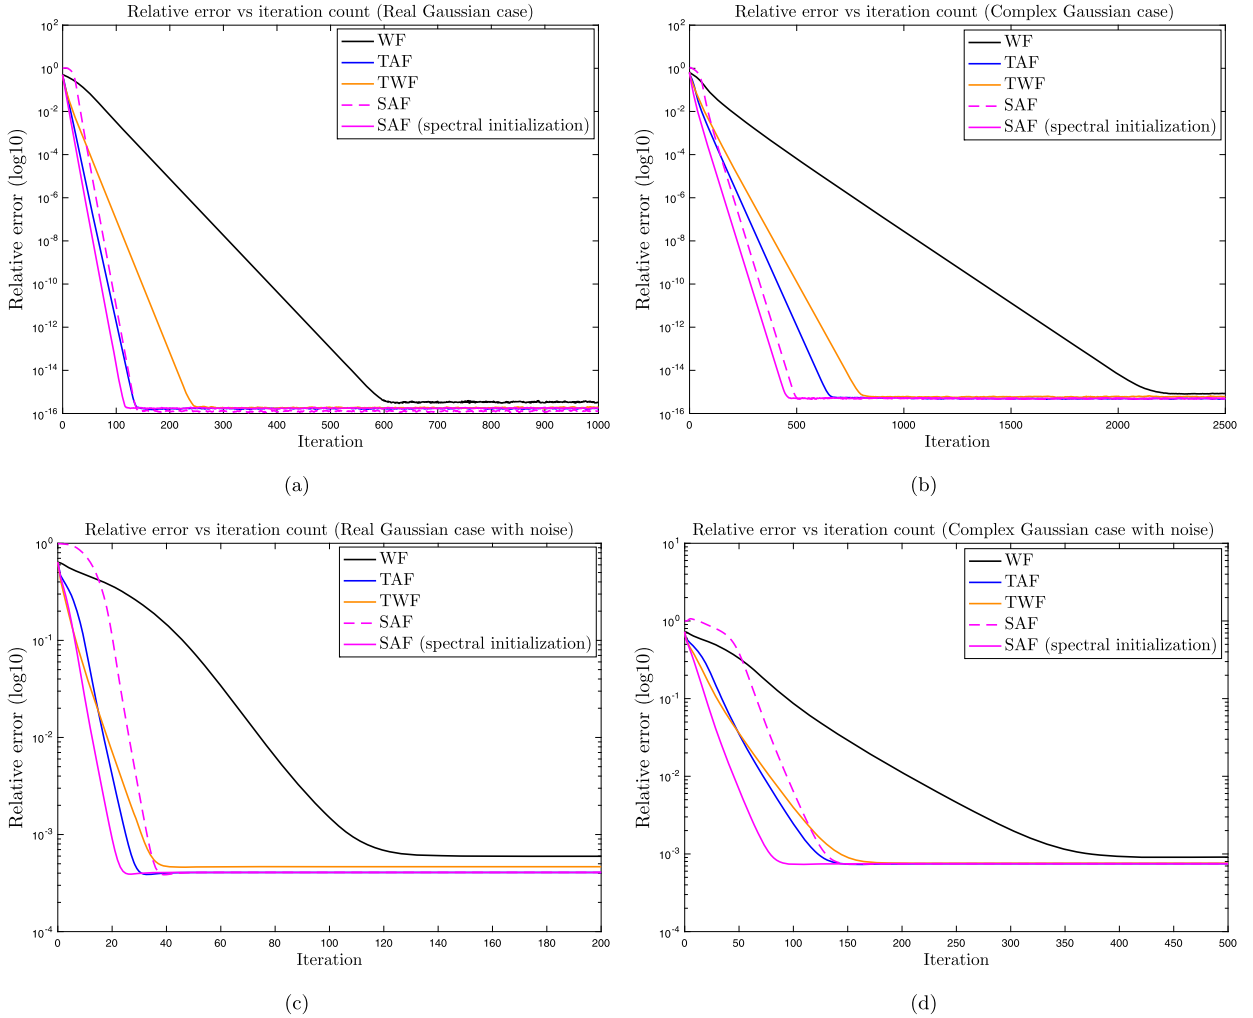 Relative error vs iteration count (Real Gaussian case)
10^2
10^0
10^-2
10^-4
10^-6
10^-8
10^-10
10^-12
10^-14
10^-16
Relative error (log10)
WF
TAF
TWF
SAF
SAF (spectral initialization)
0 100 200 300 400 500 600 700 800 900 1000
Iteration
(a)
Relative error vs iteration count (Complex Gaussian case)
10^2
10^0
10^-2
10^-4
10^-6
10^-8
10^-10
10^-12
10^-14
10^-16
Relative error (log10)
WF
TAF
TWF
SAF
SAF (spectral initialization)
0 500 1000 1500 2000 2500
Iteration
(b)
Relative error vs iteration count (Real Gaussian case with noise)
10^0
10^-1
10^-2
10^-3
10^-4
Relative error (log10)
WF
TAF
TWF
SAF
SAF (spectral initialization)
0 20 40 60 80 100 120 140 160 180 200
Iteration
(c)
Relative error vs iteration count (Complex Gaussian case with noise)
10^1
10^0
10^-1
10^-2
10^-3
10^-4
Relative error (log10)
WF
TAF
TWF
SAF
SAF (spectral initialization)
0 50 100 150 200 250 300 350 400 450 500
Iteration
(d)